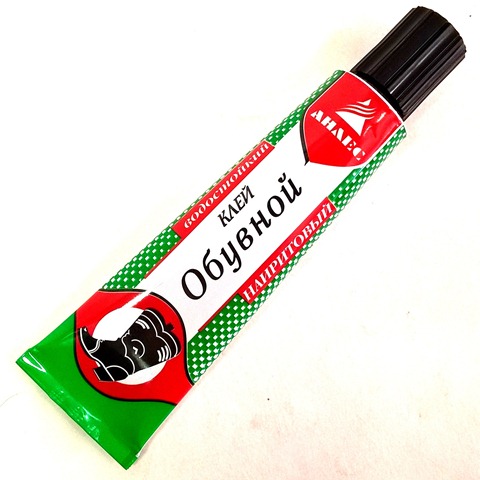 АНЛЕС
водостойкий
КЛЕЙ
Обувной
НАИРИТОВЫЙ